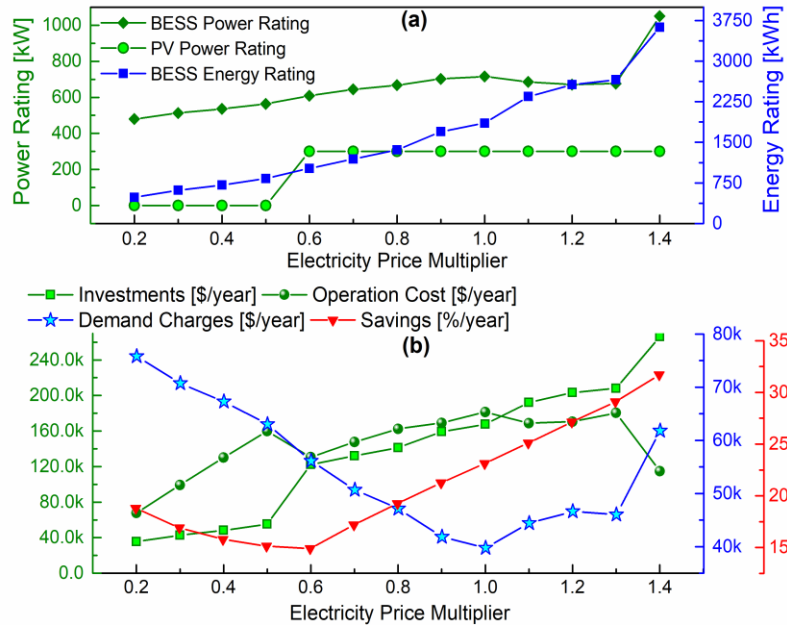 (a)
BESS Power Rating
PV Power Rating
BESS Energy Rating
Power Rating [kW]
1000
800
600
400
200
0
Energy Rating [kWh]
3750
3000
2250
1500
750
0
0.2 0.4 0.6 0.8 1.0 1.2 1.4
Electricity Price Multiplier
Investments [$/year] Operation Cost [$/year]
Demand Charges [$/year] Savings [%/year]
(b)
240.0k
200.0k
160.0k
120.0k
80.0k
40.0k
0.0
80k
70k
60k
50k
40k
35
30
25
20
15
0.2 0.4 0.6 0.8 1.0 1.2 1.4
Electricity Price Multiplier